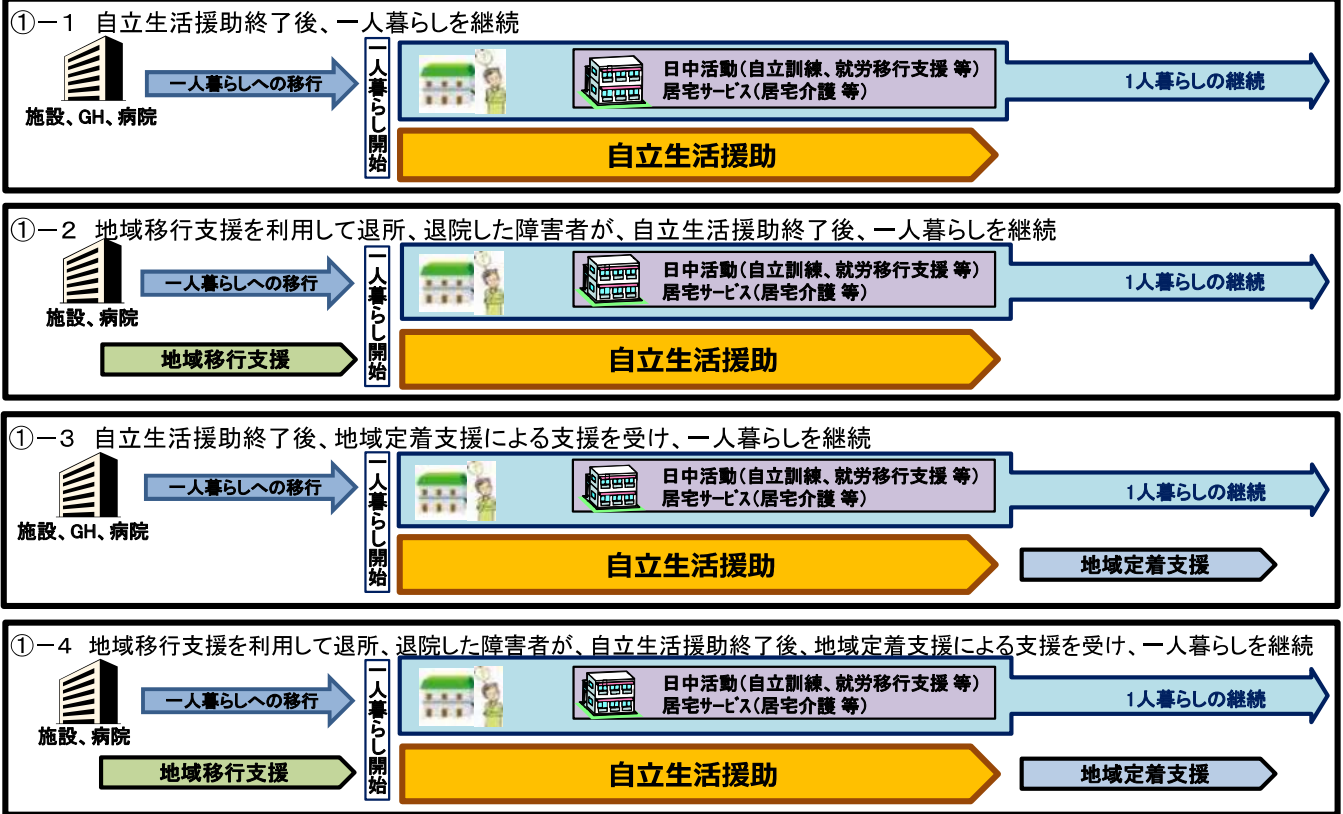 ①－1 自立生活援助終了後、一人暮らしを継続
施設、GH、病院
一人暮らしへの移行
一人暮らし開始
日中活動(自立訓練、就労移行支援 等)
居宅サービス(居宅介護 等)
1人暮らしの継続
自立生活援助
①－2 地域移行支援を利用して退所、退院した障害者が、自立生活援助終了後、一人暮らしを継続
施設、病院
一人暮らしへの移行
地域移行支援
一人暮らし開始
日中活動(自立訓練、就労移行支援 等)
居宅サービス(居宅介護 等)
1人暮らしの継続
自立生活援助
①－3 自立生活援助終了後、地域定着支援による支援を受け、一人暮らしを継続
施設、GH、病院
一人暮らしへの移行
一人暮らし開始
日中活動(自立訓練、就労移行支援 等)
居宅サービス(居宅介護 等)
1人暮らしの継続
自立生活援助
地域定着支援
①－4 地域移行支援を利用して退所、退院した障害者が、自立生活援助終了後、地域定着支援による支援を受け、一人暮らしを継続
施設、病院
一人暮らしへの移行
地域移行支援
一人暮らし開始
日中活動(自立訓練、就労移行支援 等)
居宅サービス(居宅介護 等)
1人暮らしの継続
自立生活援助
地域定着支援